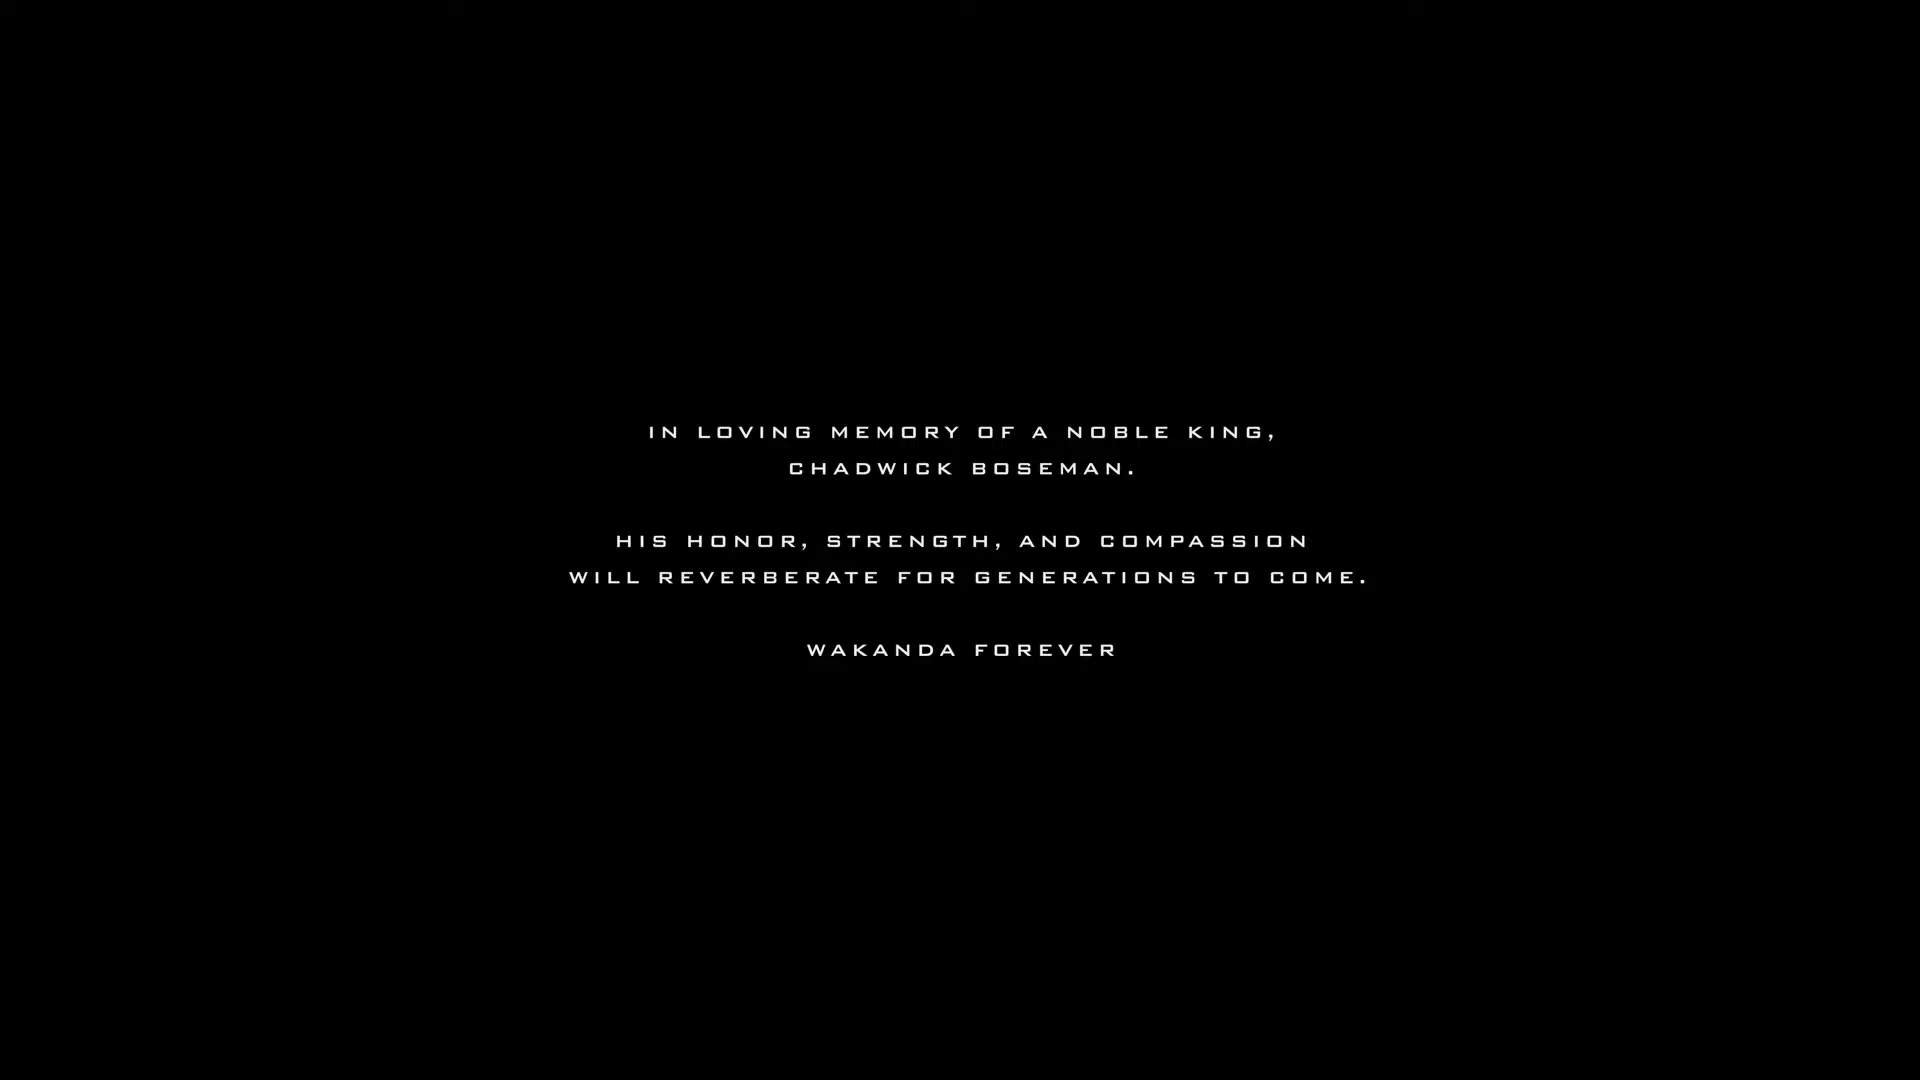 IN LOVING MEMORY OF A NOBLE KING,
CHADWICK BOSEMAN.
HIS HONOR, STRENGTH, AND COMPASSION
WILL REVERBERATE FOR GENERATIONS TO COME.
WAKANDA FOREVER